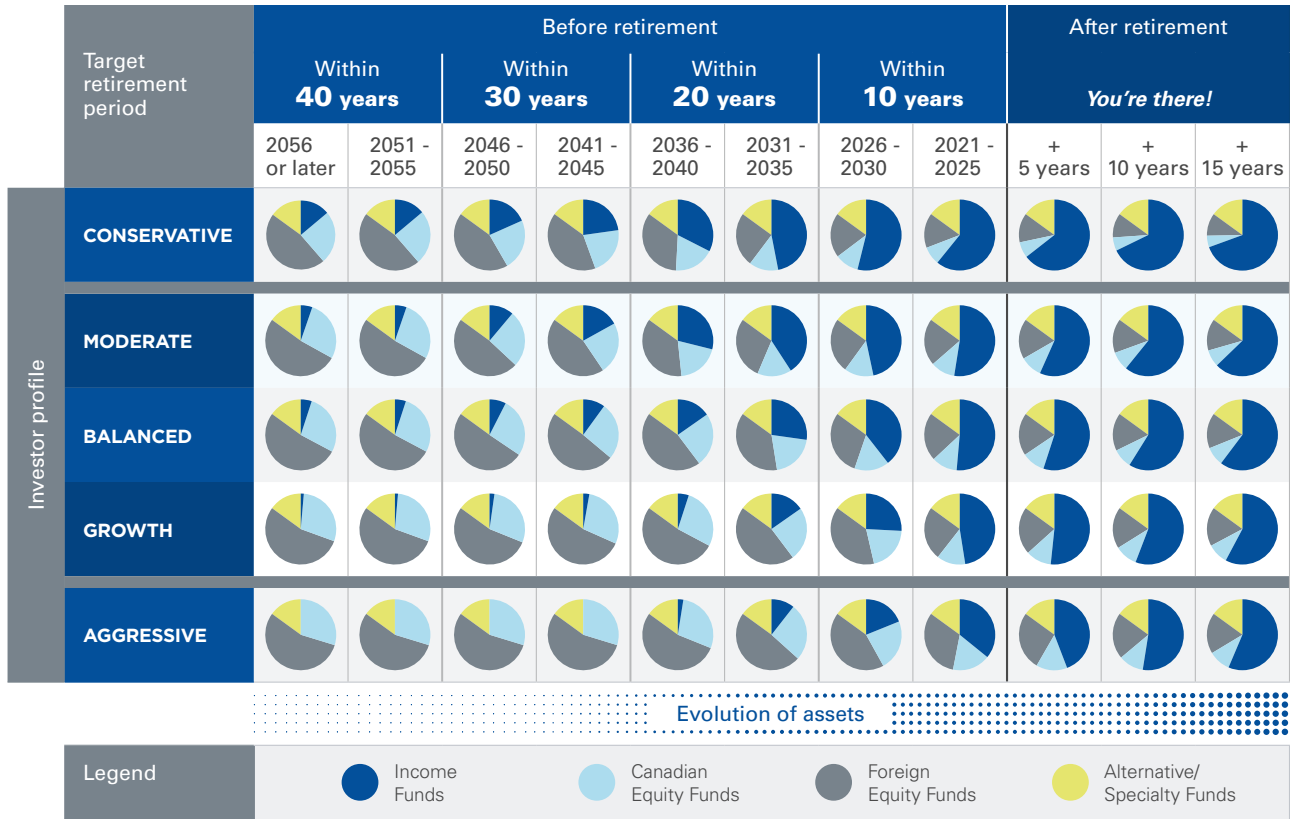 Target
retirement
period
Before retirement
After retirement
Within
40 years
Within
30 years
Within
20 years
Within
10 years
You're there!
2056
or later
2051 -
2055
2046 -
2050
2041 -
2045
2036 -
2040
2031 -
2035
2026 -
2030
2021 -
2025
+
5 years
+
10 years
+
15 years
Investor profile
CONSERVATIVE
MODERATE
BALANCED
GROWTH
AGGRESSIVE
Evolution of assets
Legend
Income
Funds
Canadian
Equity Funds
Foreign
Equity Funds
Alternative/
Specialty Funds